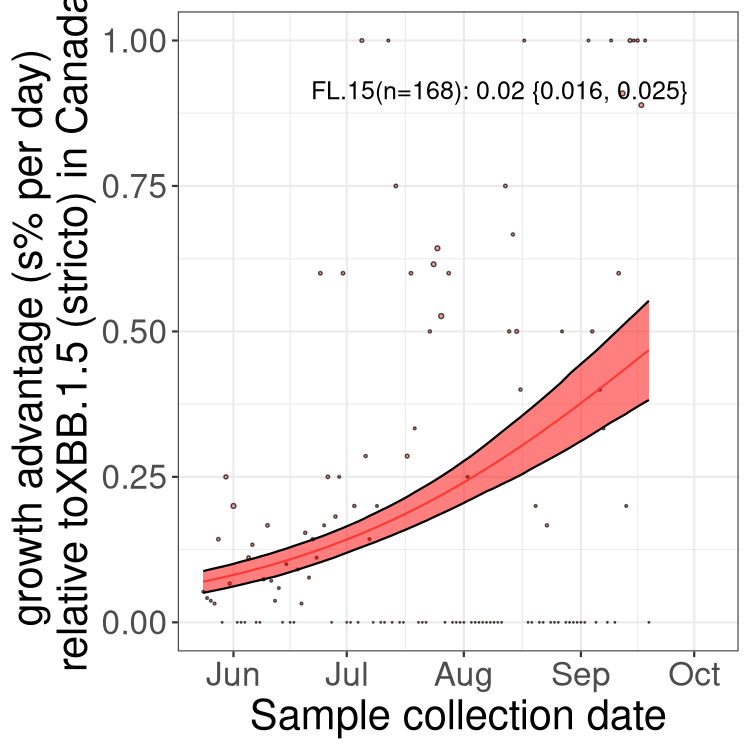 growth advantage (s% per day)
relative toXBB.1.5 (stricto) in Canada
1.00
0.75
0.50
0.25
0.00
FL.15(n=168): 0.02 {0.016, 0.025}
Jun Jul Aug Sep Oct
Sample collection date